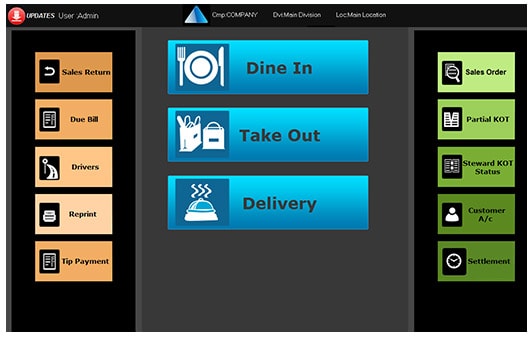 UPDATES User :Admin
Cmp:COMPANY Dvi:Main Division Loc:Main Location
Sales Return
Due Bill
Drivers
Reprint
Tip Payment
Dine In
Take Out
Delivery
Sales Order
Partial KOT
Steward KOT
Status
Customer
A/c
Settlement